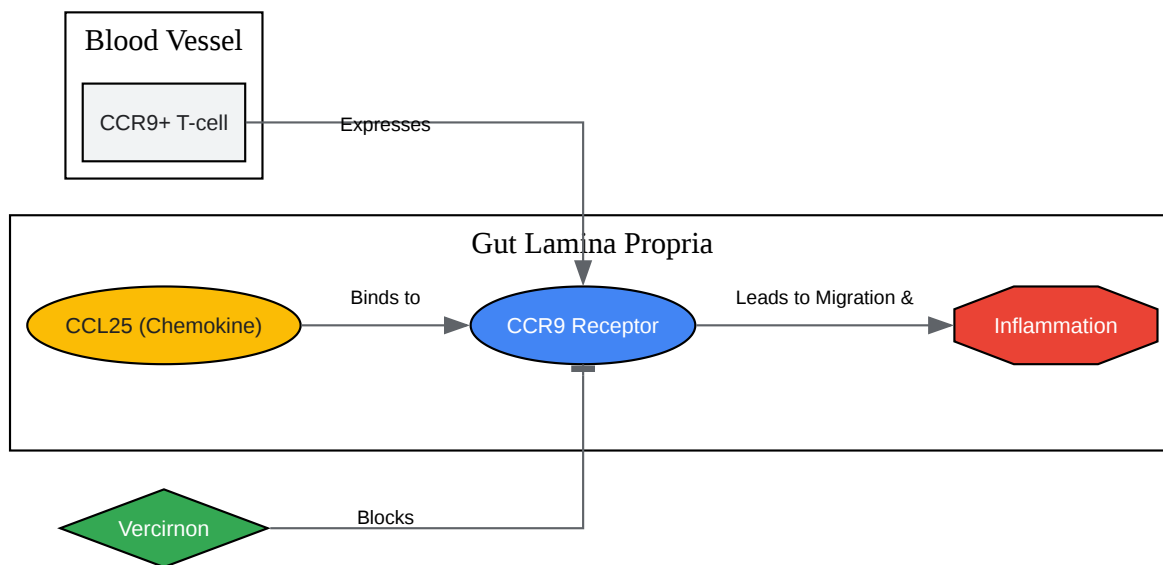 Blood Vessel
CCR9+ T-cell
Expresses
Gut Lamina Propria
CCL25 (Chemokine)
Binds to
CCR9 Receptor
Leads to Migration &
Inflammation
Vercirnon
Blocks